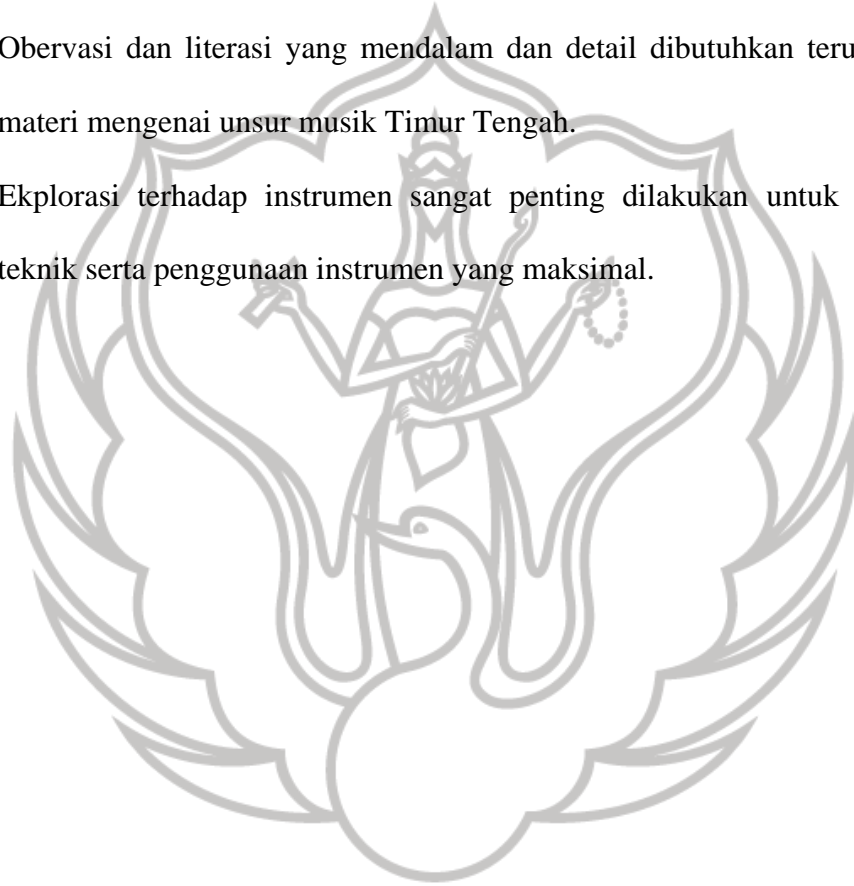 Obervasi dan literasi yang mendalam dan detail dibutuhkan
materi mengenai unsur musik Timur Tengah.
Ekplorasi terhadap instrumen sangat penting dilakukan untuk
teknik serta penggunaan instrumen yang maksimal.